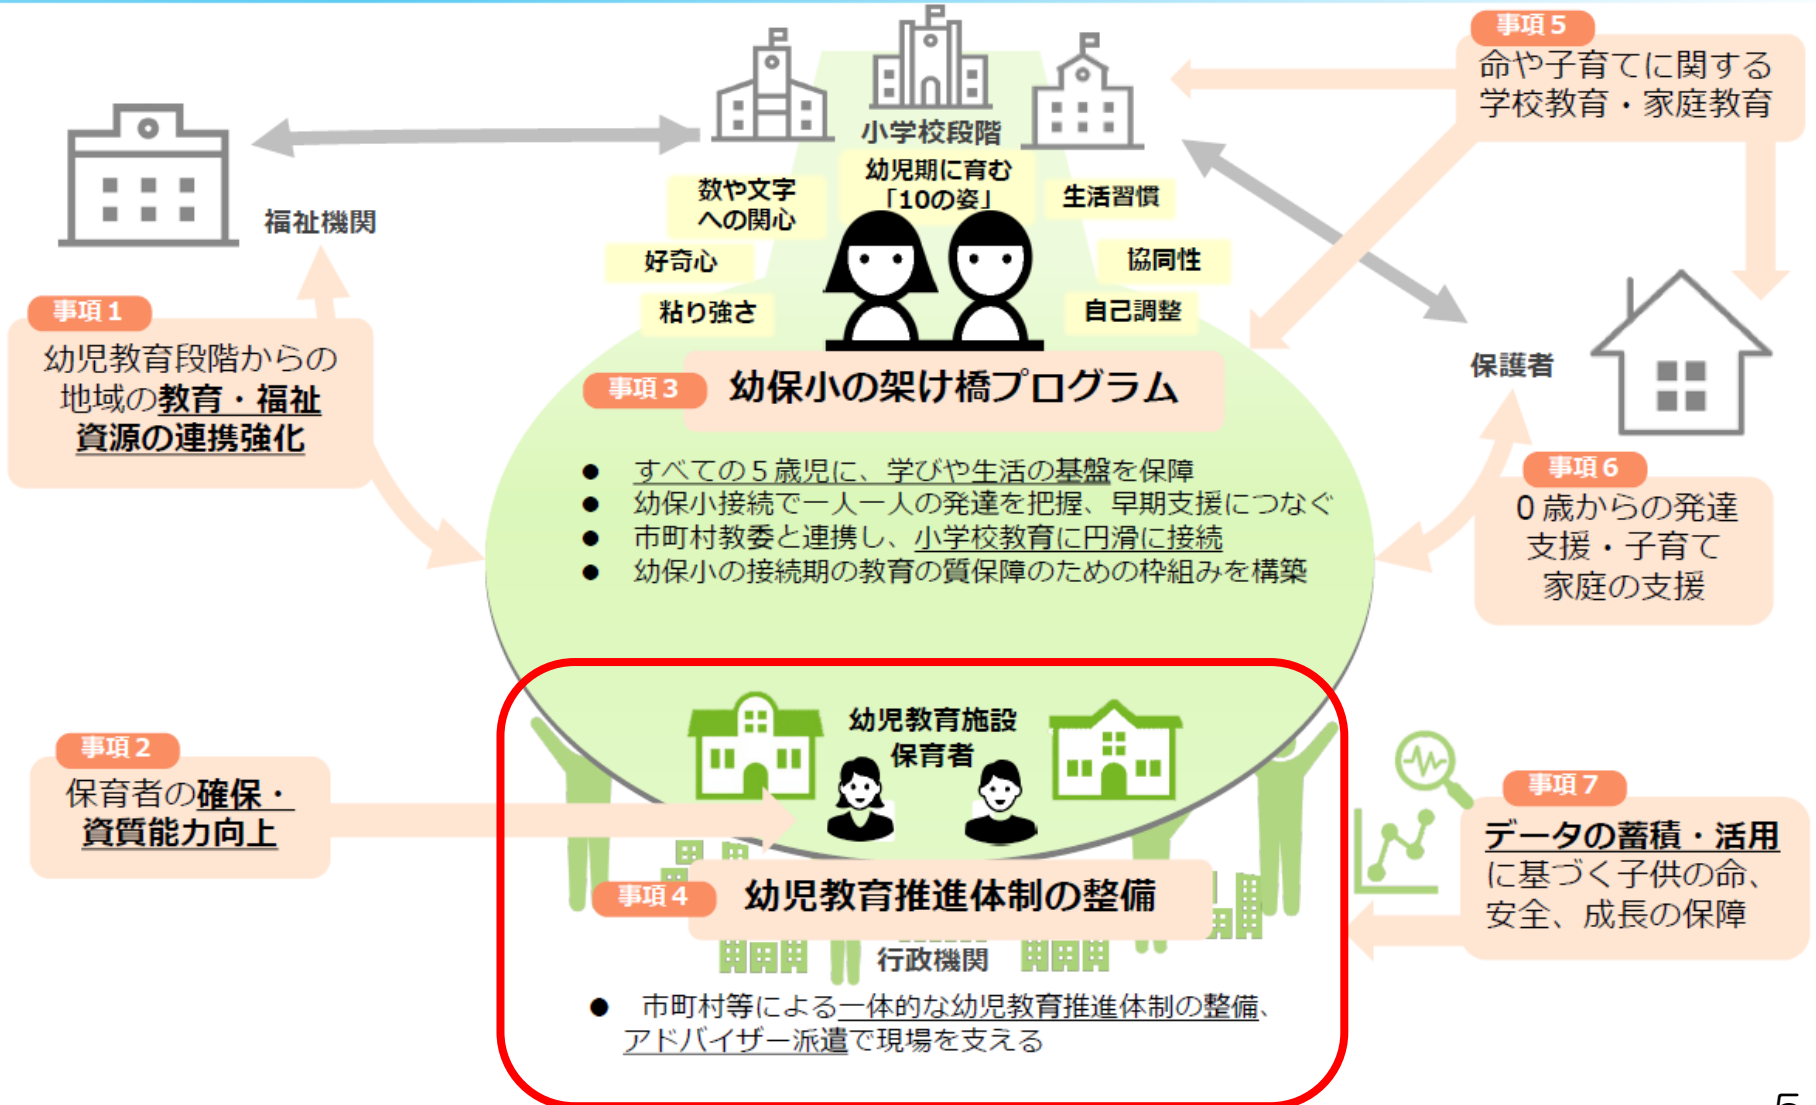 事項５
命や子育てに関する
学校教育・家庭教育
小学校段階
幼児期に育む
「10の姿」
数や文字
への関心
生活習慣
好奇心
協同性
粘り強さ
自己調整
福祉機関
事項１
幼児教育段階からの
地域の教育・福祉
資源の連携強化
保護者
事項３
幼保小の架け橋プログラム
● すべての５歳児に、学びや生活の基盤を保障
● 幼保小接続で一人一人の発達を把握、早期支援につなぐ
● 市町村教委と連携し、小学校教育に円滑に接続
● 幼保小の接続期の教育の質保障のための枠組みを構築
事項６
０歳からの発達
支援・子育て
家庭の支援
幼児教育施設
保育者
事項２
保育者の確保・
資質能力向上
事項７
データの蓄積・活用
に基づく子供の命、
安全、成長の保障
事項４
幼児教育推進体制の整備
行政機関
● 市町村等による一体的な幼児教育推進体制の整備、
アドバイザー派遣で現場を支える